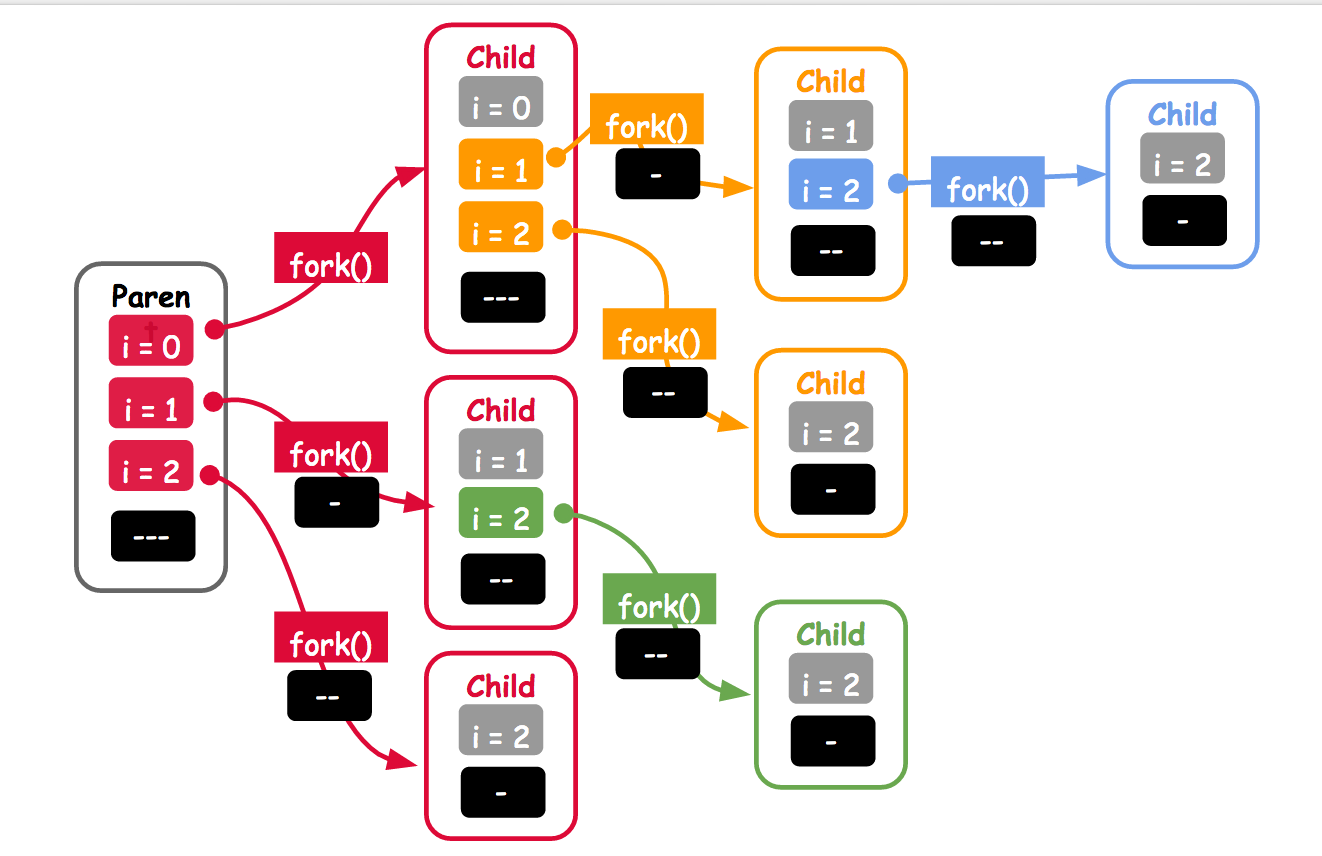 Paren
t
i = 0
i = 1
i = 2
---
fork()
fork()
-
fork()
--
Child
i = 0
i = 1
i = 2
---
Child
i = 1
i = 2
--
Child
i = 2
-
fork()
-
fork()
--
fork()
--
Child
i = 1
i = 2
--
Child
i = 2
-
Child
i = 2
-
fork()
--
Child
i = 2
-